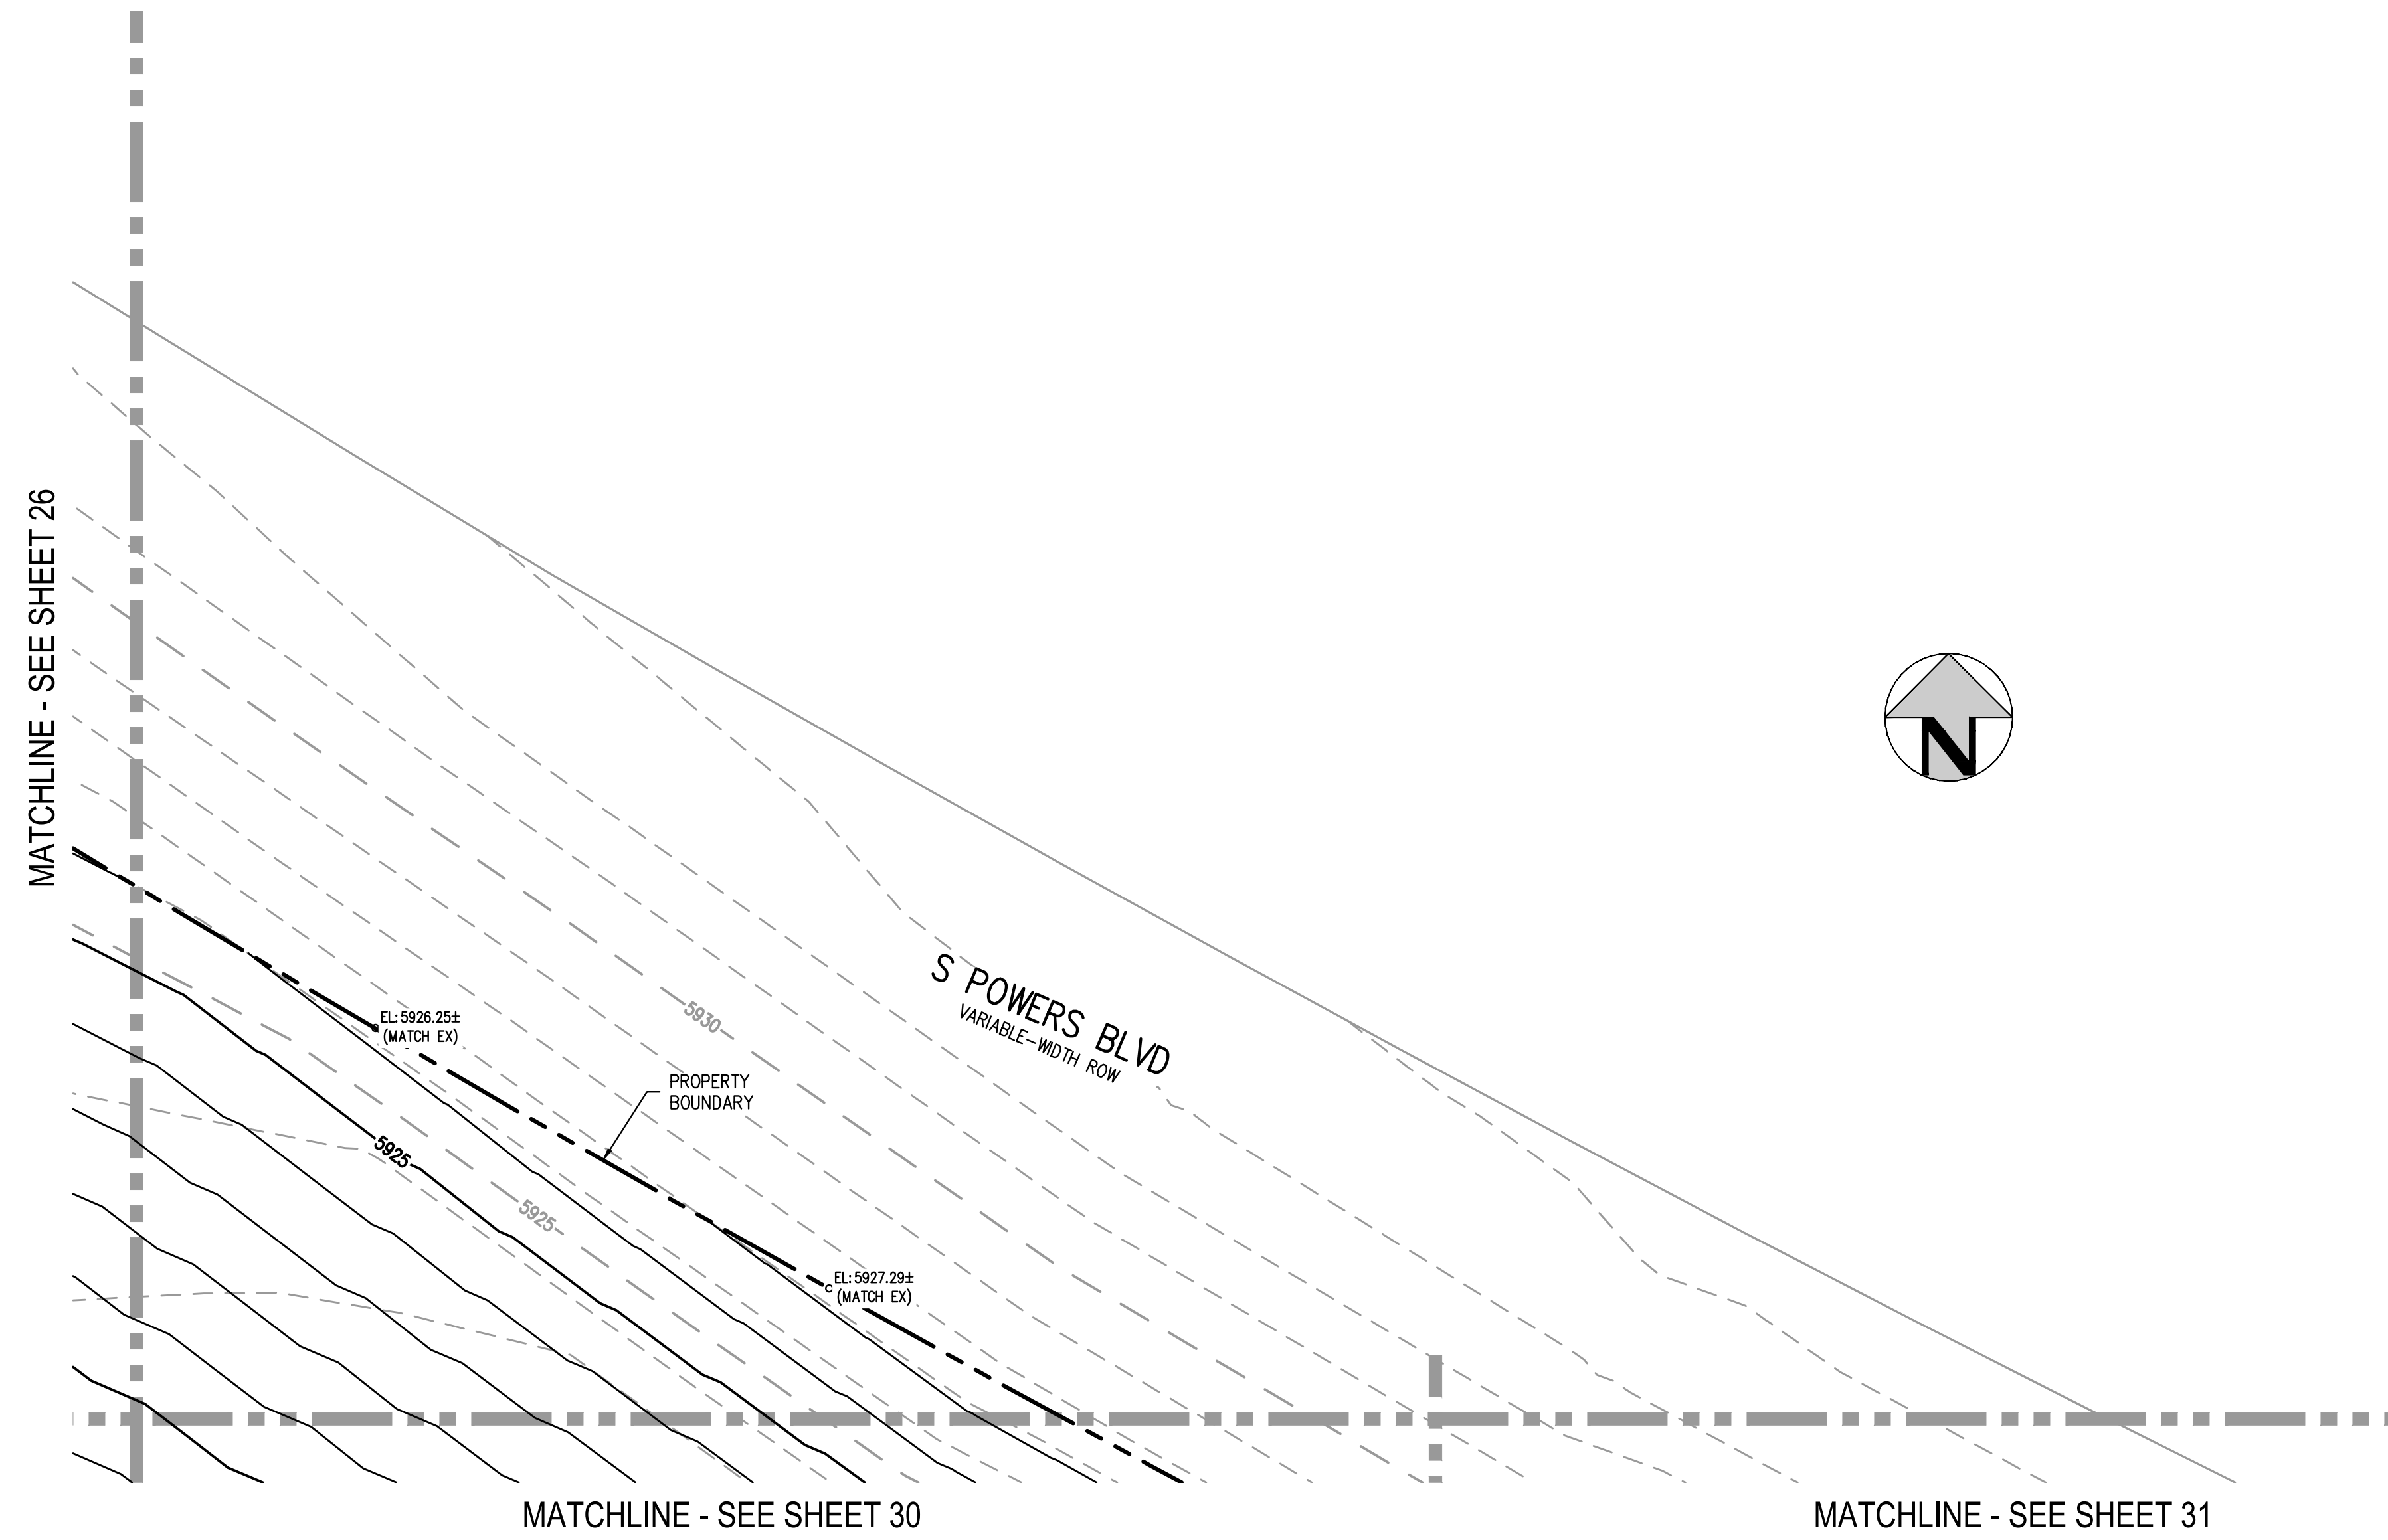 MATCHLINE - SEE SHEET 26
N
5930
S POWERS BLVD
VARIABLE-WIDTH ROW
EL: 5926.25±
(MATCH EX)
PROPERTY
BOUNDARY
5925
5925
EL: 5927.29±
(MATCH EX)
MATCHLINE - SEE SHEET 30
MATCHLINE - SEE SHEET 31